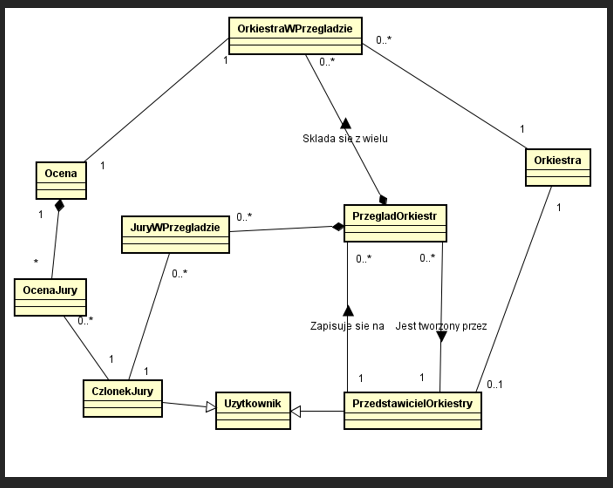 OrkiestraWPrzegladzie
1
0..*
0..*
Sklada się z wielu
1
1
Ocena
Orkiestra
1
1
JuryWPrzegladzie
0..*
PrzegladOrkiestr
0..*
0..*
*
0..*
OcenaJury
0..*
Zapisuje sie na
Jest tworzony przez
1
1
1
1
0..1
CzlonekJury
Uzytkownik
PrzedstawicielOrkiestry